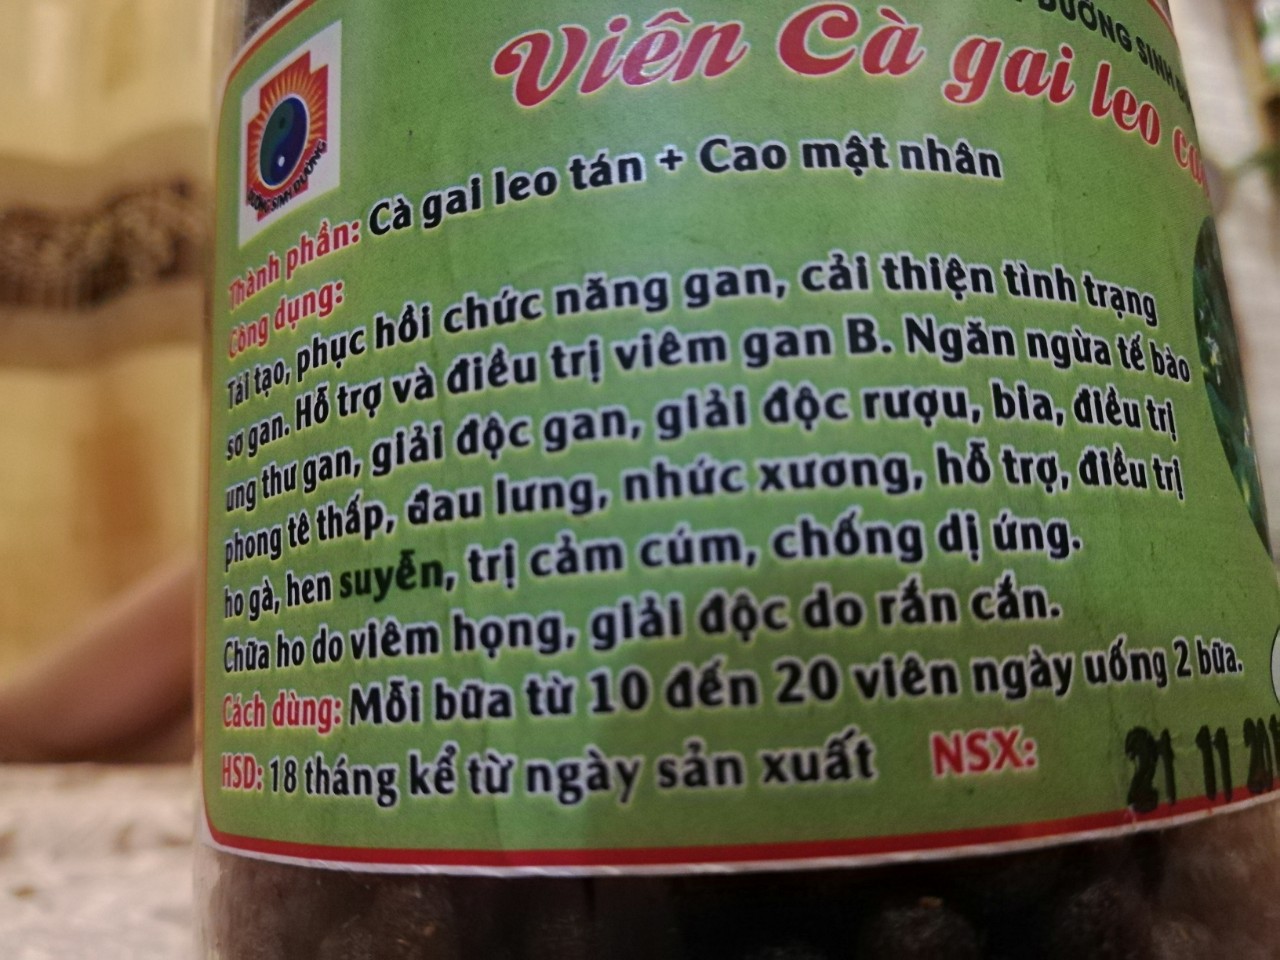 DƯỠNG SINH
Viên Cà gai leo
DƯỠNG SINH ĐƯỜNG
Thành phần: Cà gai leo tán + Cao mật nhân
Công dụng:
Tái tạo, phục hồi chức năng gan, cải thiện tình trạng
sơ gan. Hỗ trợ và điều trị viêm gan B. Ngăn ngừa tế bào
ung thư gan, giải độc gan, giải độc rượu, bia, điều trị
phong tê thấp, đau lưng, nhức xương, hỗ trợ, điều trị
ho gà, hen suyễn, trị cảm cúm, chống dị ứng.
Chữa ho do viêm họng, giải độc do rắn cắn.
Cách dùng: Mỗi bữa từ 10 đến 20 viên ngày uống 2 bữa.
HSD: 18 tháng kể từ ngày sản xuất NSX: 21 11